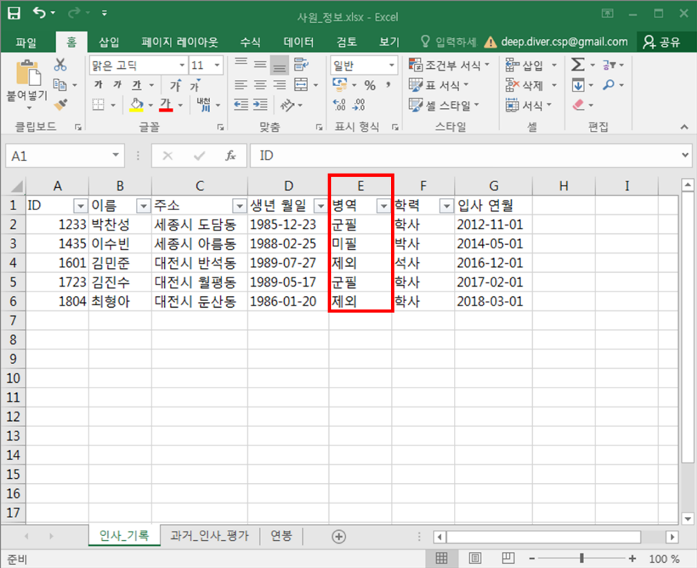 사원_정보.xlsx - Excel
파일 홈 삽입 페이지 레이아웃 수식 데이터 검토 보기 입력하세 deep.diver.csp@gmail.com 공유
붙여넣기
맑은 고딕 11
가 가 가 가 가
가 내천
일반
% ,
조건부 서식
표 서식
셀 스타일
삽입
삭제
서식
클립보드 글꼴 맞춤 표시 형식 스타일 셀 편집
A1 fx ID
A B C D E F G H I
1 ID 이름 주소 생년 월일 병역 학력 입사 연월
2 1233 박찬성 세종시 도담동 1985-12-23 군필 학사 2012-11-01
3 1435 이수빈 세종시 아름동 1988-02-25 미필 박사 2014-05-01
4 1601 김민준 대전시 반석동 1989-07-27 제외 석사 2016-12-01
5 1723 김진수 대전시 월평동 1989-05-17 군필 학사 2017-02-01
6 1804 최형아 대전시 둔산동 1986-01-20 제외 학사 2018-03-01
7
8
9
10
11
12
13
14
15
16
17
인사_기록 과거_인사_평가 연봉
준비 100 %